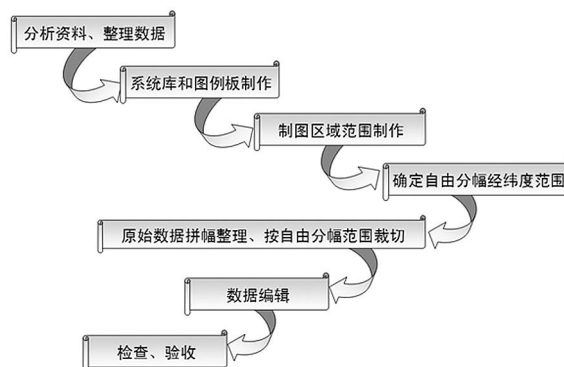 分析资料、整理数据
系统库和图例板制作
制图区域范围制作
确定自由分幅经纬度范围
原始数据拼幅整理、按自由分幅范围裁切
数据编辑
检查、验收